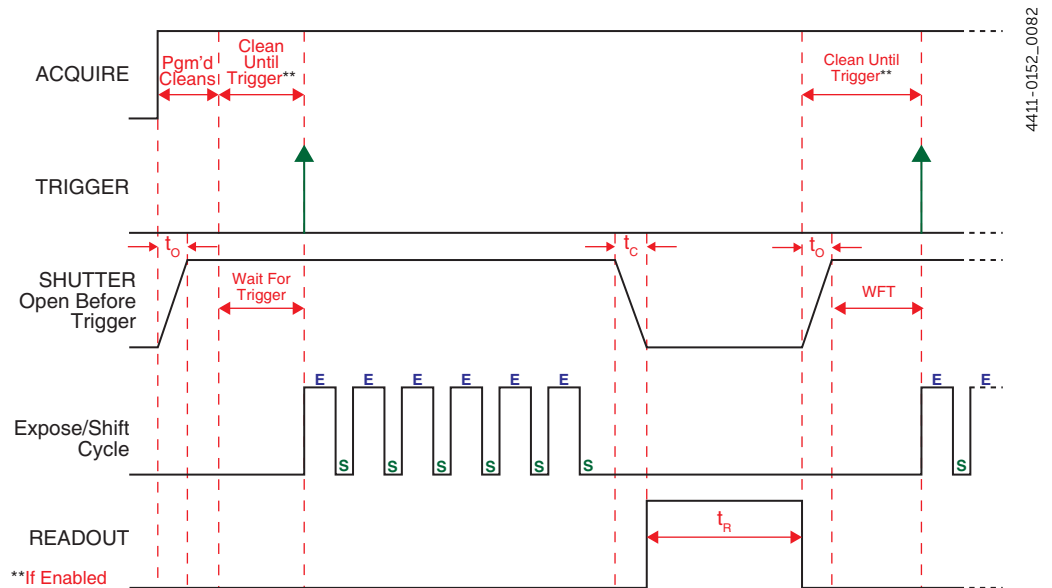 4411-0152_0082
ACQUIRE
Pgm'd
Cleans
Clean
Until
Trigger**
Clean Until
Trigger**
TRIGGER
tO
tC
tO
SHUTTER
Open Before
Trigger
Wait For
Trigger
WFT
Expose/Shift
Cycle
E E E E E E E E
S S S S S S S
READOUT
tR
**If Enabled